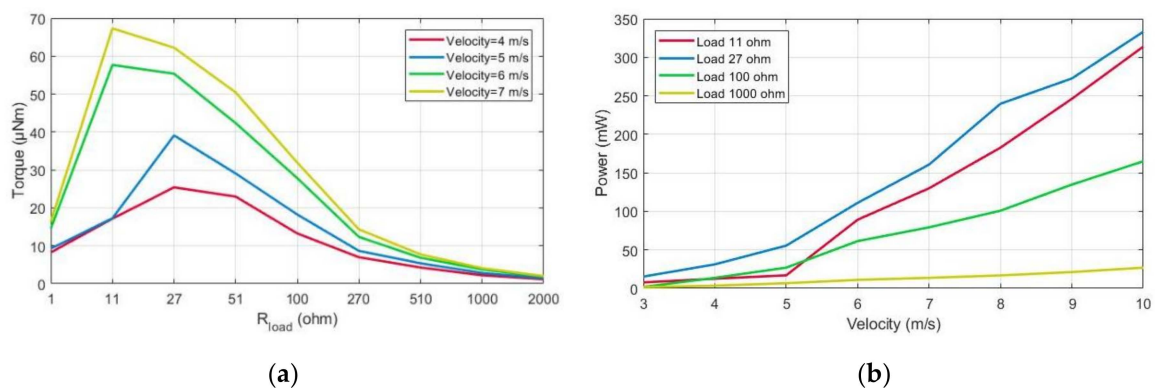 (a)
70
60
50
40
30
20
10
0
Torque (µNm)
Velocity=4 m/s
Velocity=5 m/s
Velocity=6 m/s
Velocity=7 m/s
1 11 27 51 100 270 510 1000 2000
R_load (ohm)
(b)
350
300
250
200
150
100
50
0
Power (mW)
Load 11 ohm
Load 27 ohm
Load 100 ohm
Load 1000 ohm
3 4 5 6 7 8 9 10
Velocity (m/s)